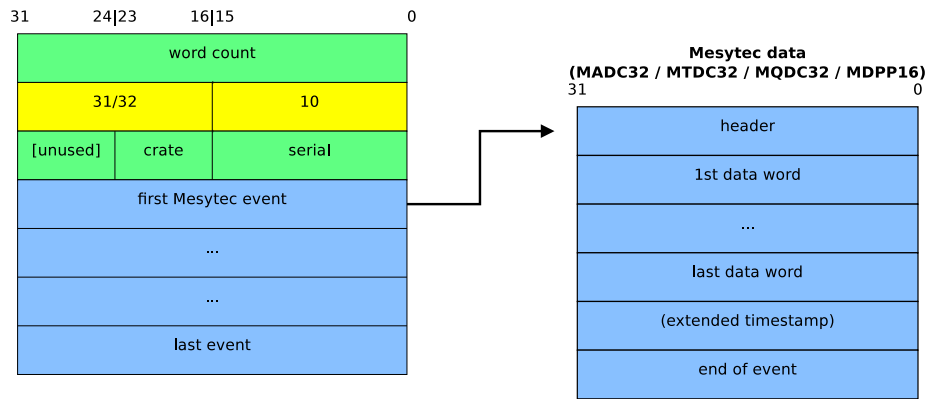 31 24|23 16|15 0
word count
31/32 10
[unused] crate serial
first Mesytec event
...
...
last event
Mesytec data
(MADC32 / MTDC32 / MQDC32 / MDPP16)
31 0
header
1st data word
...
last data word
(extended timestamp)
end of event